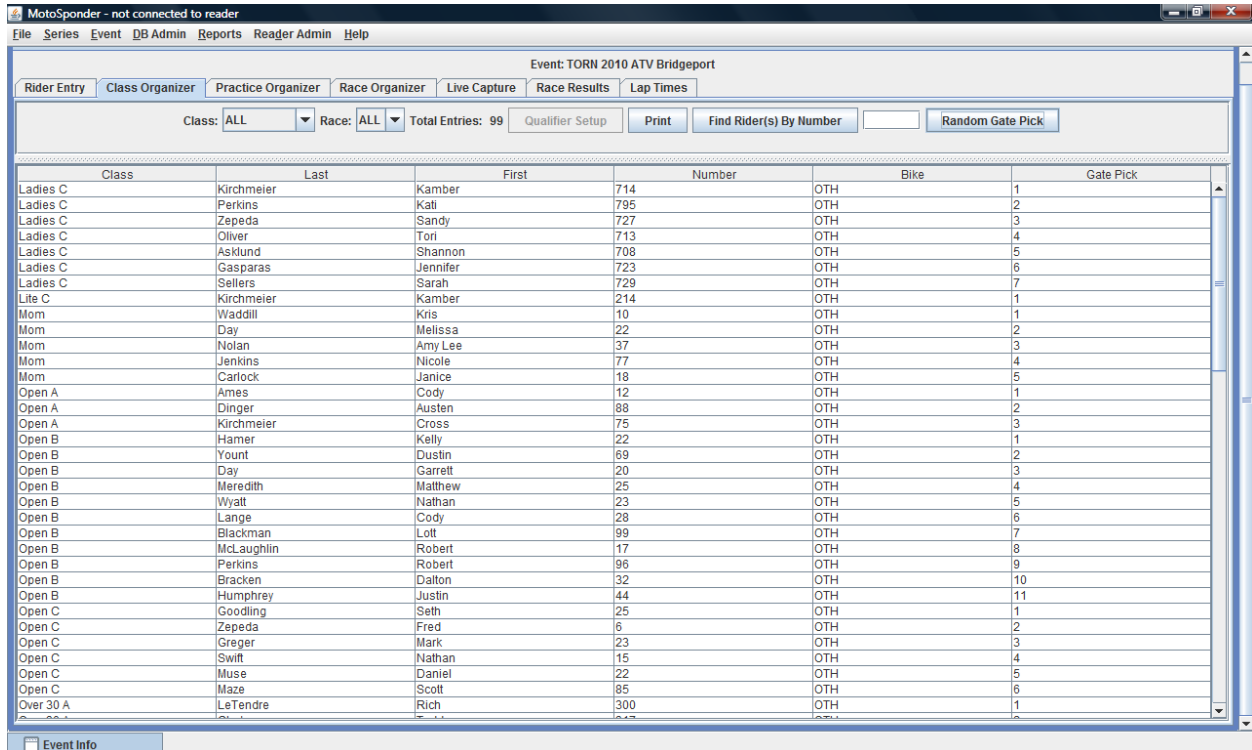 MotoSponder - not connected to reader
File Series Event DB Admin Reports Reader Admin Help
Event: TORN 2010 ATV Bridgeport
Rider Entry Class Organizer Practice Organizer Race Organizer Live Capture Race Results Lap Times
Class: ALL Race: ALL Total Entries: 99 Qualifier Setup Print Find Rider(s) By Number Random Gate Pick
Class Last First Number Bike Gate Pick
Ladies C Kirchmeier Kamber 714 OTH 1
Ladies C Perkins Kati 795 OTH 2
Ladies C Zepeda Sandy 727 OTH 3
Ladies C Oliver Tori 713 OTH 4
Ladies C Asklund Shannon 708 OTH 5
Ladies C Gasparas Jennifer 723 OTH 6
Ladies C Sellers Sarah 729 OTH 7
Lite C Kirchmeier Kamber 214 OTH 1
Mom Waddill Kris 10 OTH 1
Mom Day Melissa 22 OTH 2
Mom Nolan Amy Lee 37 OTH 3
Mom Jenkins Nicole 77 OTH 4
Mom Carlock Janice 18 OTH 5
Open A Ames Cody 12 OTH 1
Open A Dinger Austen 88 OTH 2
Open A Kirchmeier Cross 75 OTH 3
Open B Hamer Kelly 22 OTH 1
Open B Yount Dustin 69 OTH 2
Open B Day Garrett 20 OTH 3
Open B Meredith Matthew 25 OTH 4
Open B Wyatt Nathan 23 OTH 5
Open B Lange Cody 28 OTH 6
Open B Blackman Lott 99 OTH 7
Open B McLaughlin Robert 17 OTH 8
Open B Perkins Robert 96 OTH 9
Open B Bracken Dalton 32 OTH 10
Open B Humphrey Justin 44 OTH 11
Open C Goodling Seth 25 OTH 1
Open C Zepeda Fred 6 OTH 2
Open C Greger Mark 23 OTH 3
Open C Swift Nathan 15 OTH 4
Open C Muse Daniel 22 OTH 5
Open C Maze Scott 85 OTH 6
Over 30 A LeTendre Rich 300 OTH 1
Event Info